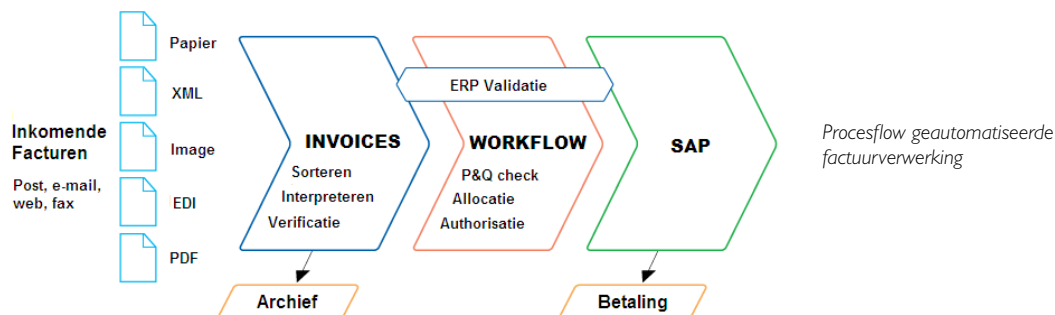 Inkomende
Facturen
Post, e-mail,
web, fax
Papier
XML
Image
EDI
PDF
INVOICES
Sorteren
Interpreteren
Verificatie
Archief
ERP Validatie
WORKFLOW
P&Q check
Allocatie
Authorisatie
SAP
Betaling
Procesflow geautomatiseerde
factuurverwerking